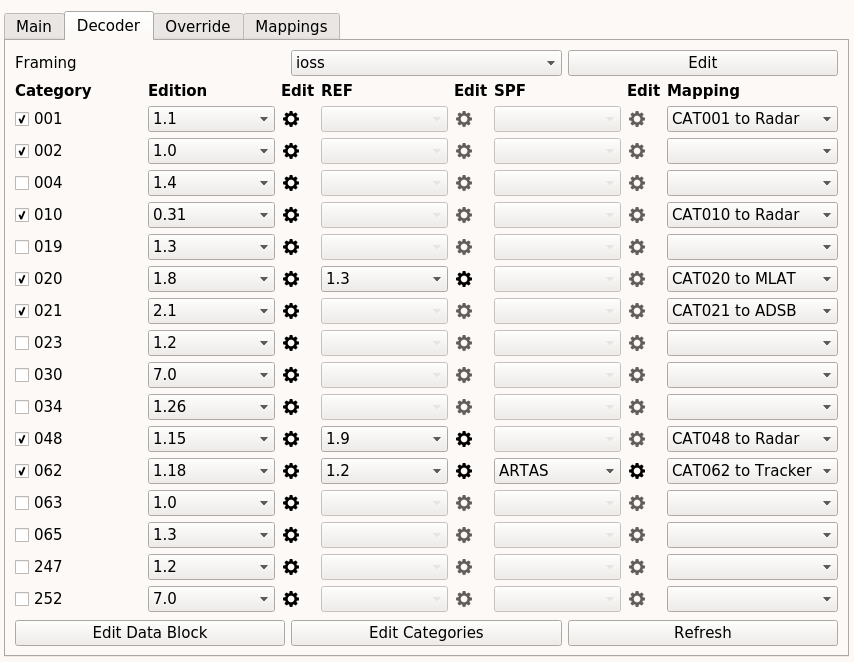 Main Decoder Override Mappings
Framing ioss Edit
Category Edition Edit REF Edit SPF Edit Mapping
001 1.1 CAT001 to Radar
002 1.0
004 1.4
010 0.31 CAT010 to Radar
019 1.3
020 1.8 1.3 CAT020 to MLAT
021 2.1 CAT021 to ADSB
023 1.2
030 7.0
034 1.26
048 1.15 1.9 CAT048 to Radar
062 1.18 1.2 ARTAS CAT062 to Tracker
063 1.0
065 1.3
247 1.2
252 7.0
Edit Data Block Edit Categories Refresh